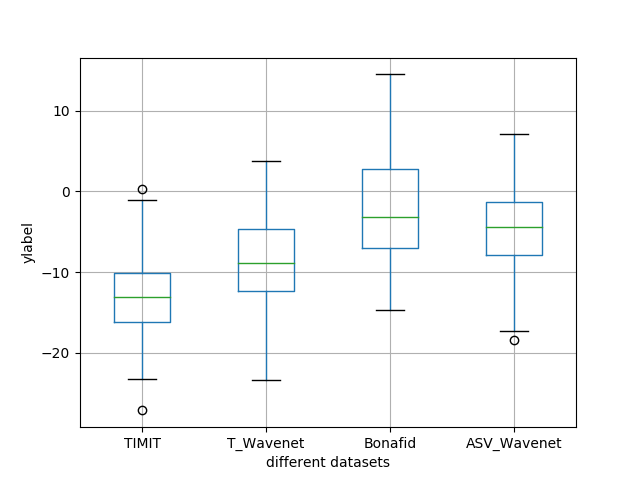 10
0
−10
−20
ylabel
TIMIT T_Wavenet Bonafid ASV_Wavenet
different datasets